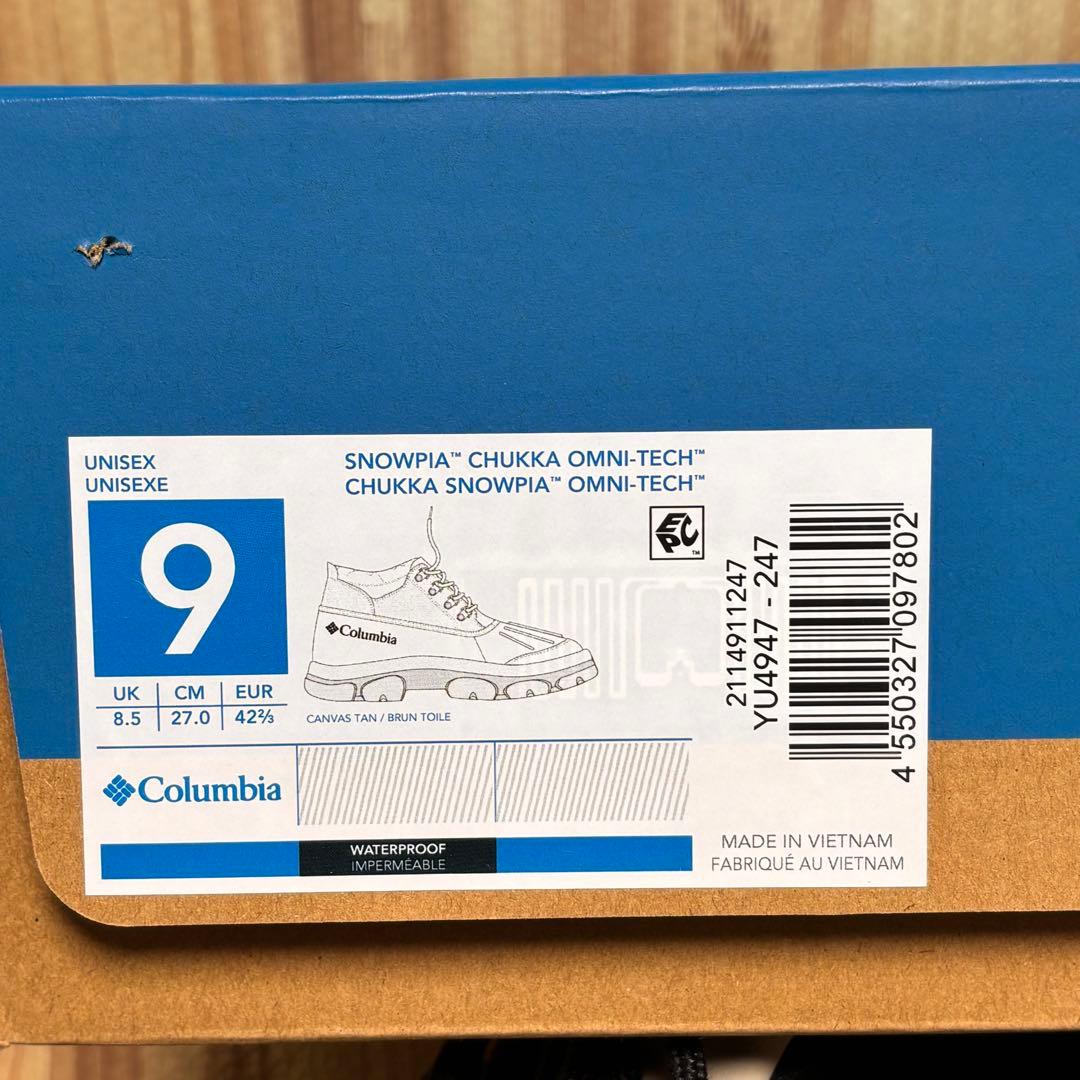 UNISEX
UNISEXE
SNOWPIA™ CHUKKA OMNI-TECH™
CHUKKA SNOWPIA™ OMNI-TECH™
9
EPC™
Columbia
UK CM EUR
8.5 27.0 42⅔
CANVAS TAN / BRUN TOILE
2114911247
YU4947-247
4 550327 097802
Columbia
WATERPROOF
IMPERMÉABLE
MADE IN VIETNAM
FABRIQUÉ AU VIETNAM